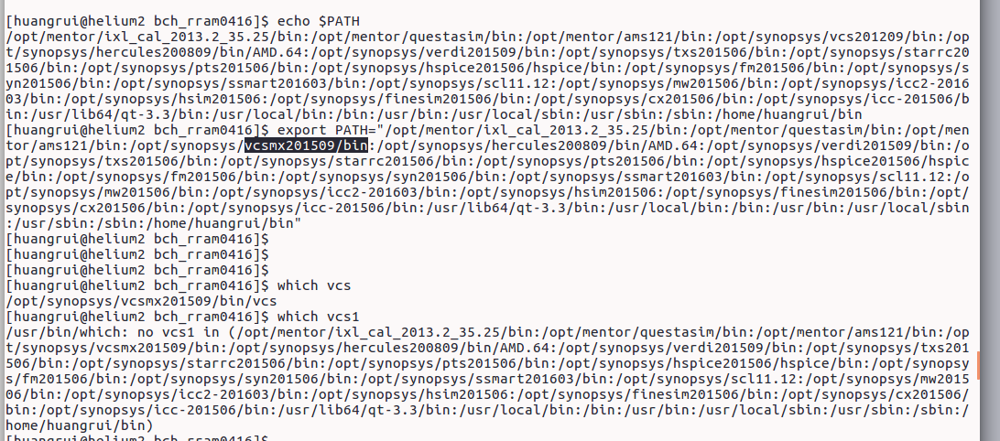 [huangrui@helium2 bch_rram0416]$ echo $PATH
/opt/mentor/ixl_cal_2013.2_35.25/bin:/opt/mentor/questasim/bin:/opt/mentor/ams121/bin:/opt/synopsys/vcs201209/bin:/op
t/synopsys/hercules200809/bin/AMD.64:/opt/synopsys/verdi201509/bin:/opt/synopsys/txs201506/bin:/opt/synopsys/starrc20
1506/bin:/opt/synopsys/pts201506/bin:/opt/synopsys/hspice201506/hspice/bin:/opt/synopsys/fm201506/bin:/opt/synopsys/s
yn201506/bin:/opt/synopsys/ssmart201603/bin:/opt/synopsys/scl11.12:/opt/synopsys/mw201506/bin:/opt/synopsys/icc2-2016
03/bin:/opt/synopsys/hsim201506:/opt/synopsys/finesim201506/bin:/opt/synopsys/cx201506/bin:/opt/synopsys/icc-201506/b
in:/usr/lib64/qt-3.3/bin:/usr/local/bin:/bin:/usr/bin:/usr/local/sbin:/usr/sbin:/sbin:/home/huangrui/bin
[huangrui@helium2 bch_rram0416]$ export PATH="/opt/mentor/ixl_cal_2013.2_35.25/bin:/opt/mentor/questasim/bin:/opt/men
tor/ams121/bin:/opt/synopsys/vcsmx201509/bin:/opt/synopsys/hercules200809/bin/AMD.64:/opt/synopsys/verdi201509/bin:/o
pt/synopsys/txs201506/bin:/opt/synopsys/starrc201506/bin:/opt/synopsys/pts201506/bin:/opt/synopsys/hspice201506/hspic
e/bin:/opt/synopsys/fm201506/bin:/opt/synopsys/syn201506/bin:/opt/synopsys/ssmart201603/bin:/opt/synopsys/scl11.12:/o
pt/synopsys/mw201506/bin:/opt/synopsys/icc2-201603/bin:/opt/synopsys/hsim201506:/opt/synopsys/finesim201506/bin:/opt/
synopsys/cx201506/bin:/opt/synopsys/icc-201506/bin:/usr/lib64/qt-3.3/bin:/usr/local/bin:/bin:/usr/bin:/usr/local/sbin
:/usr/sbin:/sbin:/home/huangrui/bin"
[huangrui@helium2 bch_rram0416]$
[huangrui@helium2 bch_rram0416]$
[huangrui@helium2 bch_rram0416]$
[huangrui@helium2 bch_rram0416]$ which vcs
/opt/synopsys/vcsmx201509/bin/vcs
[huangrui@helium2 bch_rram0416]$ which vcs1
/usr/bin/which: no vcs1 in (/opt/mentor/ixl_cal_2013.2_35.25/bin:/opt/mentor/questasim/bin:/opt/mentor/ams121/bin:/op
t/synopsys/vcsmx201509/bin:/opt/synopsys/hercules200809/bin/AMD.64:/opt/synopsys/verdi201509/bin:/opt/synopsys/txs201
506/bin:/opt/synopsys/starrc201506/bin:/opt/synopsys/pts201506/bin:/opt/synopsys/hspice201506/hspice/bin:/opt/synopsy
s/fm201506/bin:/opt/synopsys/syn201506/bin:/opt/synopsys/ssmart201603/bin:/opt/synopsys/scl11.12:/opt/synopsys/mw2015
06/bin:/opt/synopsys/icc2-201603/bin:/opt/synopsys/hsim201506:/opt/synopsys/finesim201506/bin:/opt/synopsys/cx201506/
bin:/opt/synopsys/icc-201506/bin:/usr/lib64/qt-3.3/bin:/usr/local/bin:/bin:/usr/bin:/usr/local/sbin:/usr/sbin:/sbin:/
home/huangrui/bin)
[huangrui@helium2 bch_rram0416]$